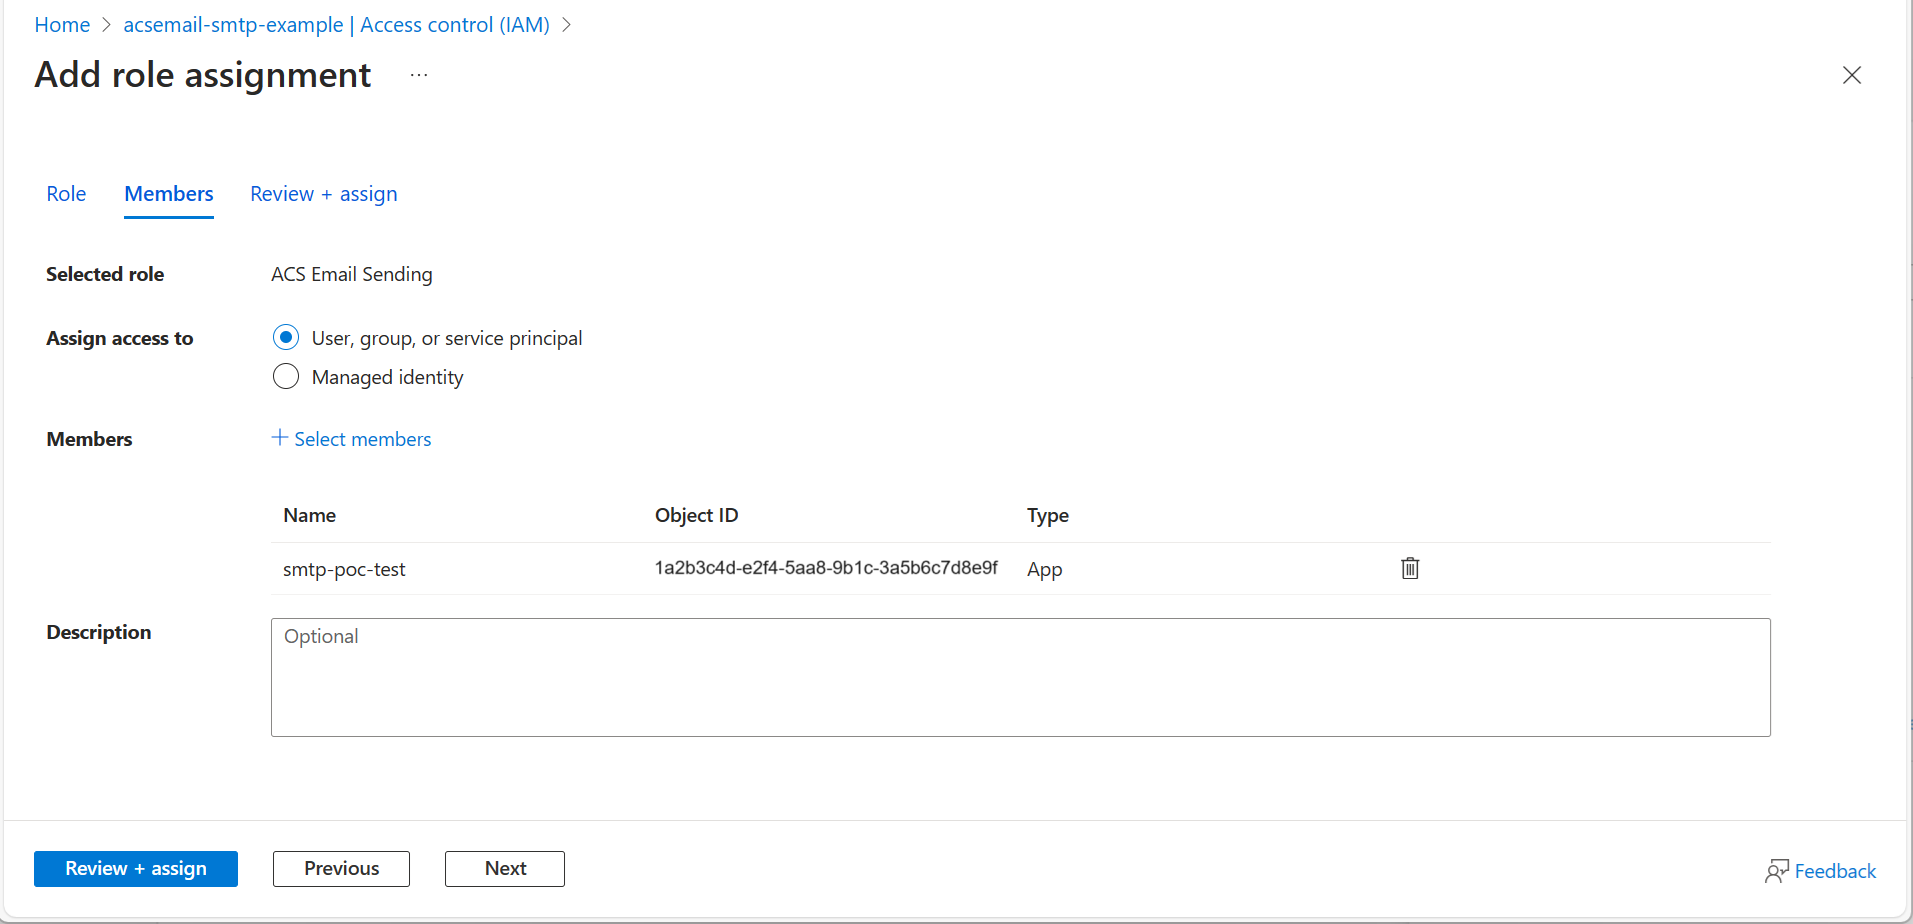 Home > acsemail-smtp-example | Access control (IAM) >
Add role assignment ...
Role Members Review + assign
Selected role ACS Email Sending
Assign access to User, group, or service principal
Managed identity
Members + Select members
Name Object ID Type
smtp-poc-test 1a2b3c4d-e2f4-5aa8-9b1c-3a5b6c7d8e9f App
Description Optional
Review + assign Previous Next Feedback